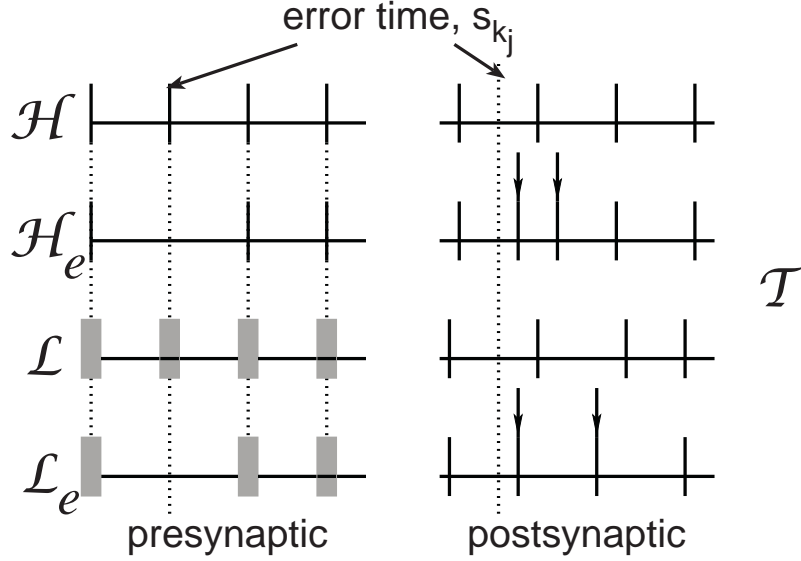 error time, s_{k_j}
ℋ
ℋ_e
𝒯
ℒ
ℒ_e
presynaptic postsynaptic